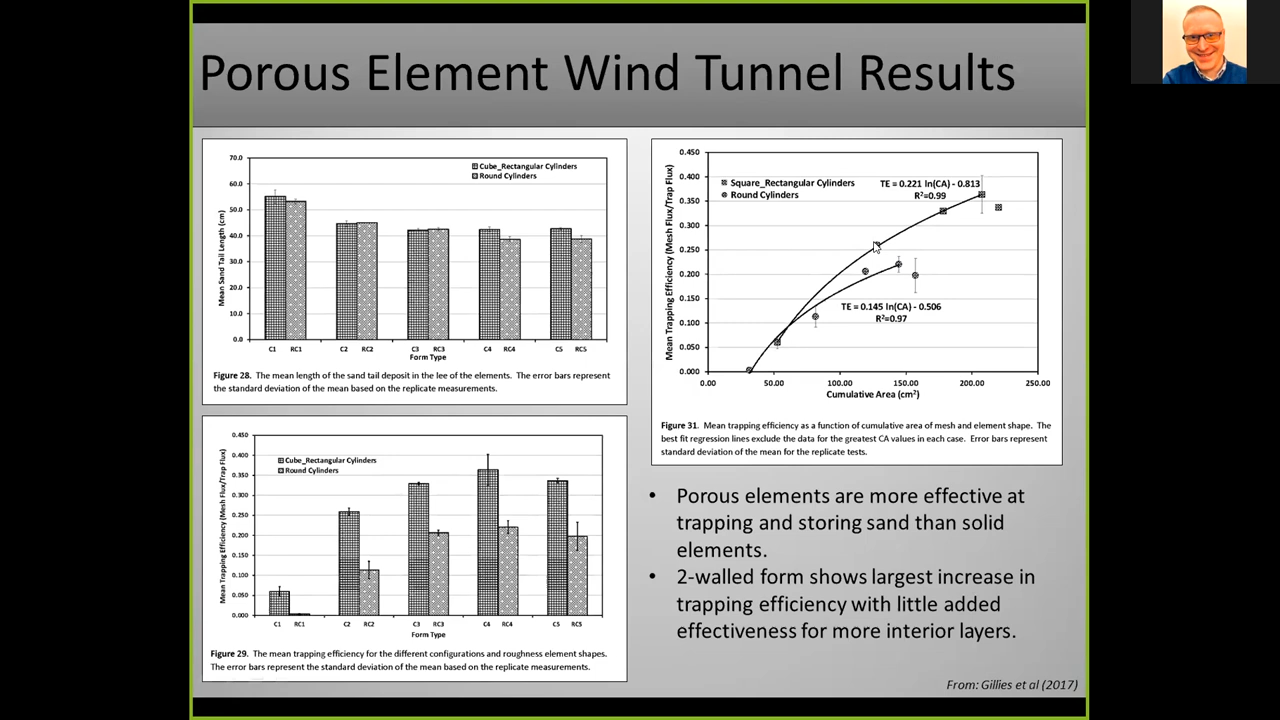 Porous Element Wind Tunnel Results
70.0
60.0
50.0
40.0
30.0
20.0
10.0
0.0
Mean Sand Tail Length (cm)
Cube_Rectangular Cylinders
Round Cylinders
C1 RC1 C2 RC2 C3 RC3 C4 RC4 C5 RC5
Form Type
Figure 28. The mean length of the sand tail deposit in the lee of the elements. The error bars represent
the standard deviation of the mean based on the replicate measurements.
0.450
0.400
0.350
0.300
0.250
0.200
0.150
0.100
0.050
0.000
Mean Trapping Efficiency (Mesh Flux/Trap Flux)
Cube_Rectangular Cylinders
Round Cylinders
C1 RC1 C2 RC2 C3 RC3 C4 RC4 C5 RC5
Form Type
Figure 29. The mean trapping efficiency for the different configurations and roughness element shapes.
The error bars represent the standard deviation of the mean based on the replicate measurements.
0.450
0.400
0.350
0.300
0.250
0.200
0.150
0.100
0.050
0.000
Mean Trapping Efficiency (Mesh Flux/Trap Flux)
Square_Rectangular Cylinders
Round Cylinders
TE = 0.221 ln(CA) - 0.813
R²=0.99
TE = 0.145 ln(CA) - 0.506
R²=0.97
0.00 50.00 100.00 150.00 200.00 250.00
Cumulative Area (cm²)
Figure 31. Mean trapping efficiency as a function of cumulative area of mesh and element shape. The
best fit regression lines exclude the data for the greatest CA values in each case. Error bars represent
standard deviation of the mean for the replicate tests.
• Porous elements are more effective at
trapping and storing sand than solid
elements.
• 2-walled form shows largest increase in
trapping efficiency with little added
effectiveness for more interior layers.
From: Gillies et al (2017)